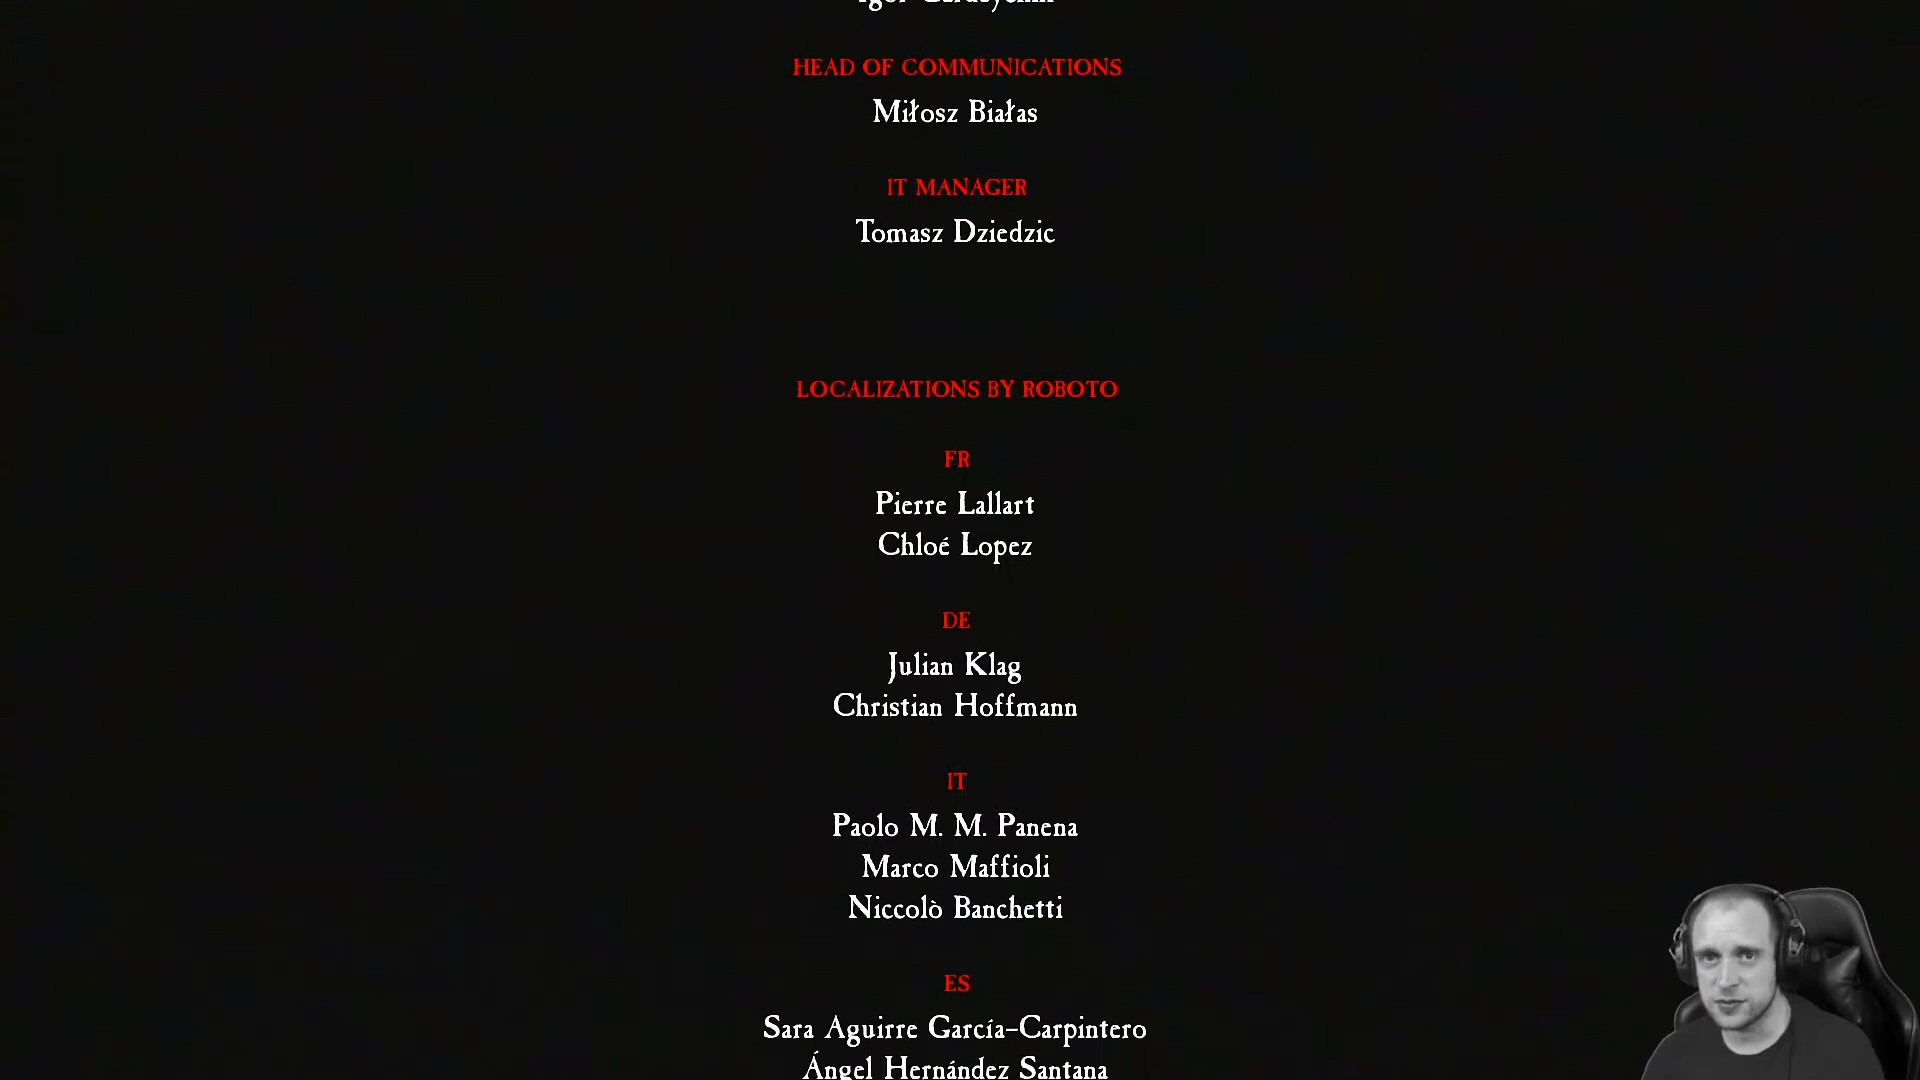 HEAD OF COMMUNICATIONS
Miłosz Białas
IT MANAGER
Tomasz Dziedzic
LOCALIZATIONS BY ROBOTO
FR
Pierre Lallart
Chloé Lopez
DE
Julian Klag
Christian Hoffmann
IT
Paolo M. M. Panena
Marco Maffioli
Niccolò Banchetti
ES
Sara Aguirre García-Carpintero
Ángel Hernández Santana